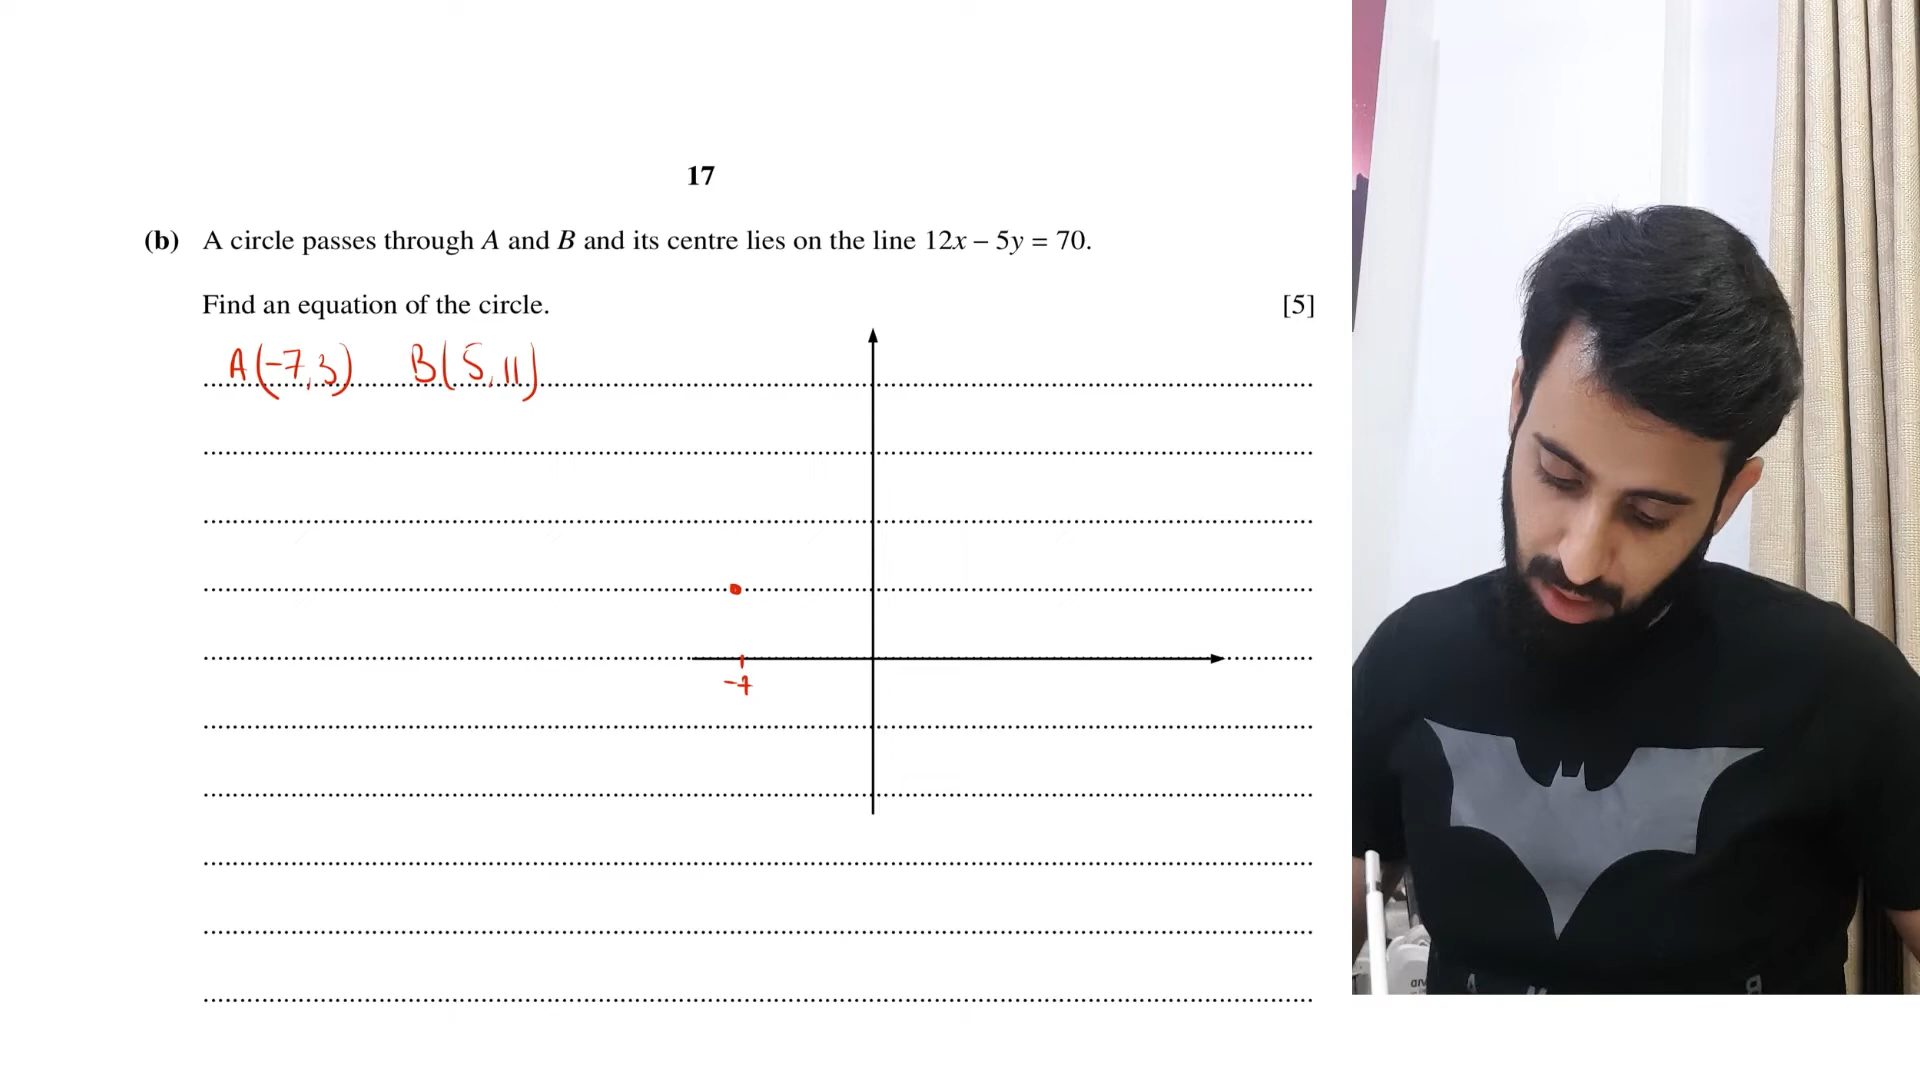 17
(b) A circle passes through A and B and its centre lies on the line 12x – 5y = 70.
Find an equation of the circle. [5]
A(-7,3) B(5,11)
-7